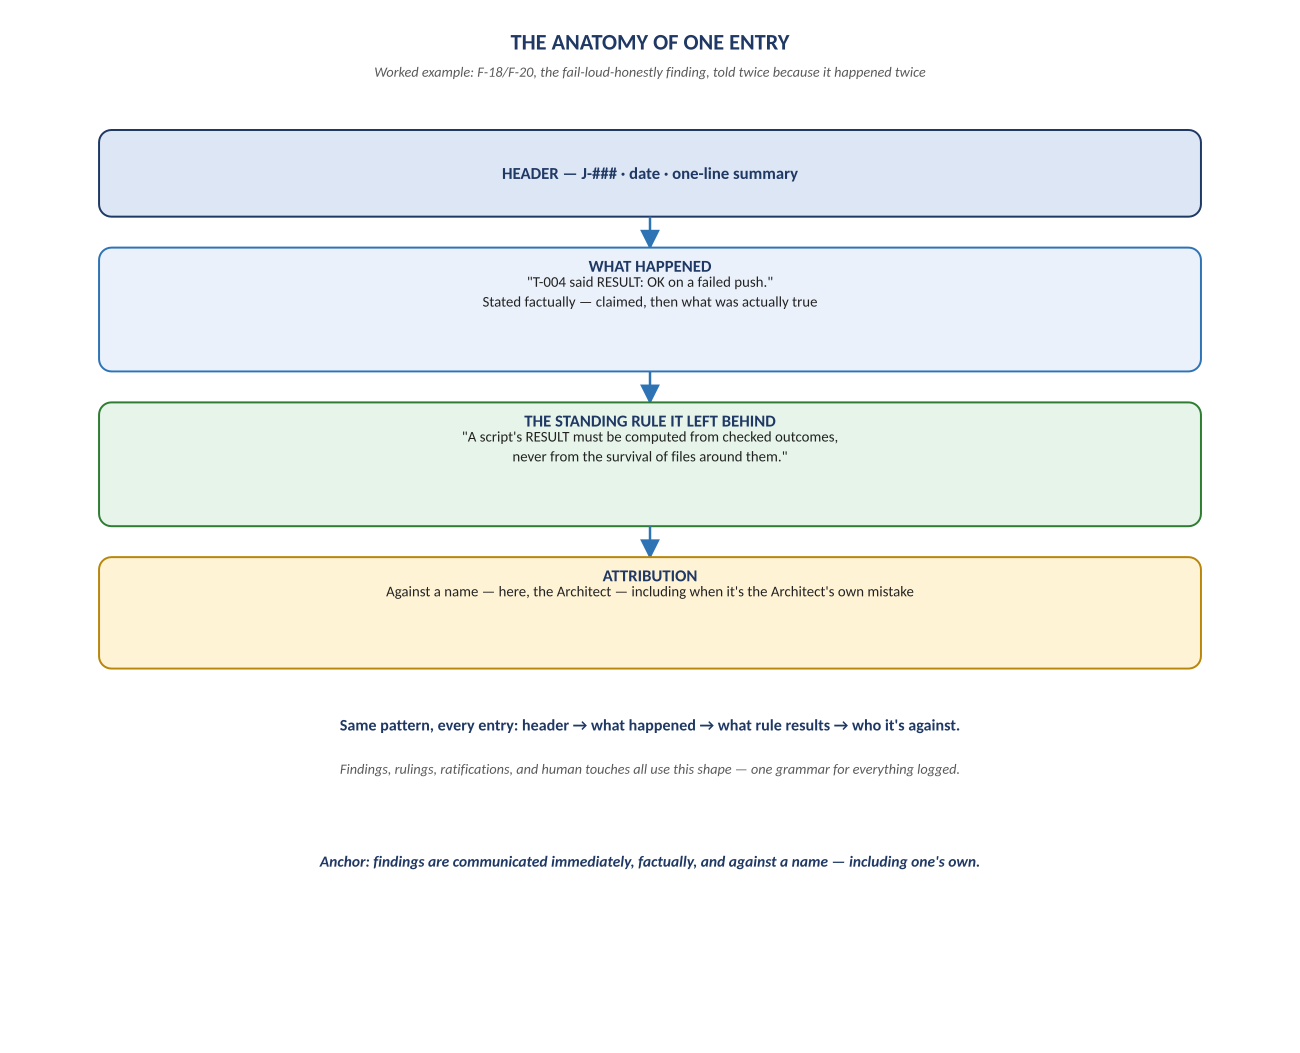 THE ANATOMY OF ONE ENTRY
Worked example: F-18/F-20, the fail-loud-honestly finding, told twice because it happened twice
HEADER — J-### · date · one-line summary
WHAT HAPPENED
"T-004 said RESULT: OK on a failed push."
Stated factually — claimed, then what was actually true
THE STANDING RULE IT LEFT BEHIND
"A script's RESULT must be computed from checked outcomes,
never from the survival of files around them."
ATTRIBUTION
Against a name — here, the Architect — including when it's the Architect's own mistake
Same pattern, every entry: header → what happened → what rule results → who it's against.
Findings, rulings, ratifications, and human touches all use this shape — one grammar for everything logged.
Anchor: findings are communicated immediately, factually, and against a name — including one's own.